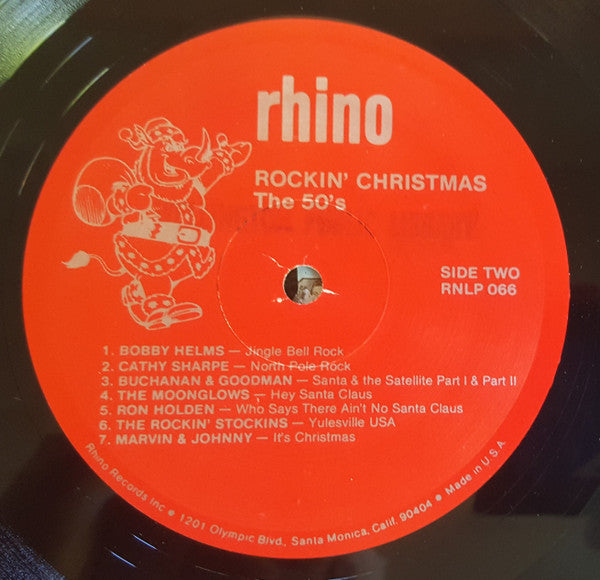 rhino
ROCKIN' CHRISTMAS
The 50's
SIDE TWO
RNLP 066
1. BOBBY HELMS — Jingle Bell Rock
2. CATHY SHARPE — North Pole Rock
3. BUCHANAN & GOODMAN — Santa & the Satellite Part I & Part II
4. THE MOONGLOWS — Hey Santa Claus
5. RON HOLDEN — Who Says There Ain't No Santa Claus
6. THE ROCKIN' STOCKINS — Yulesville USA
7. MARVIN & JOHNNY — It's Christmas
Rhino Records Inc ● 1201 Olympic Blvd., Santa Monica, Calif. 90404 ● Made in U.S.A.